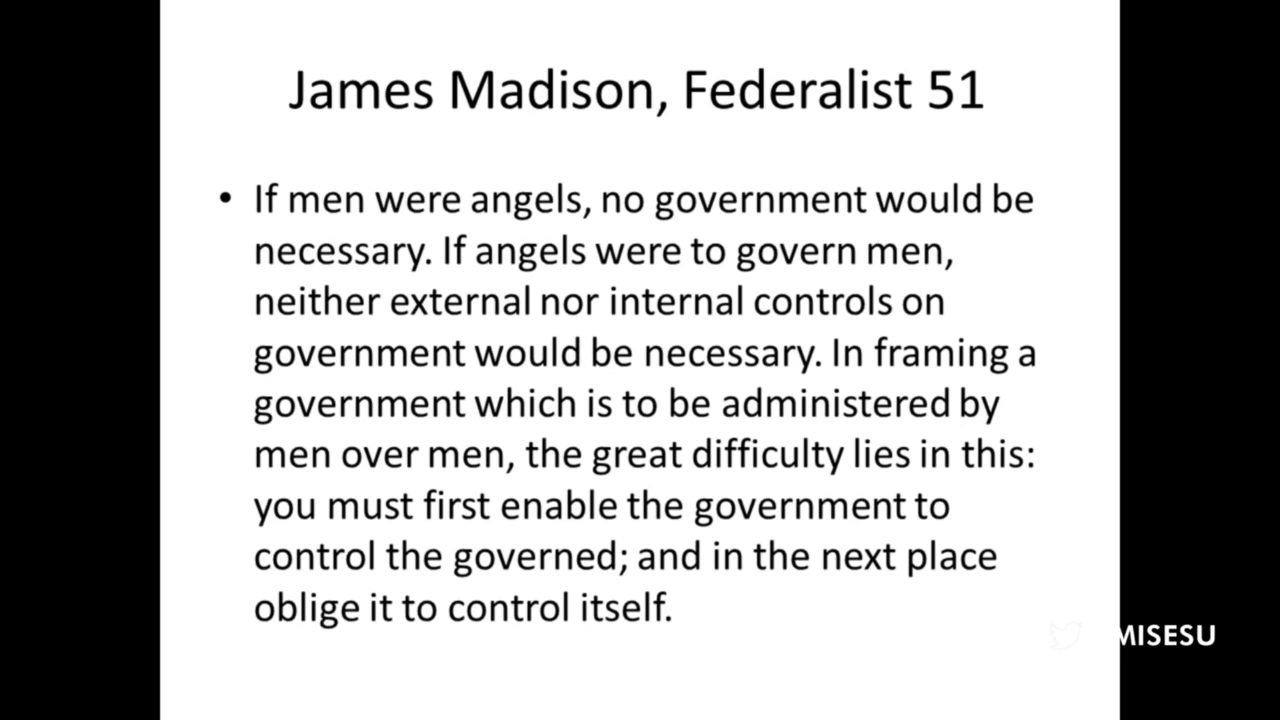 James Madison, Federalist 51
• If men were angels, no government would be
necessary. If angels were to govern men,
neither external nor internal controls on
government would be necessary. In framing a
government which is to be administered by
men over men, the great difficulty lies in this:
you must first enable the government to
control the governed; and in the next place
oblige it to control itself.
MISESU